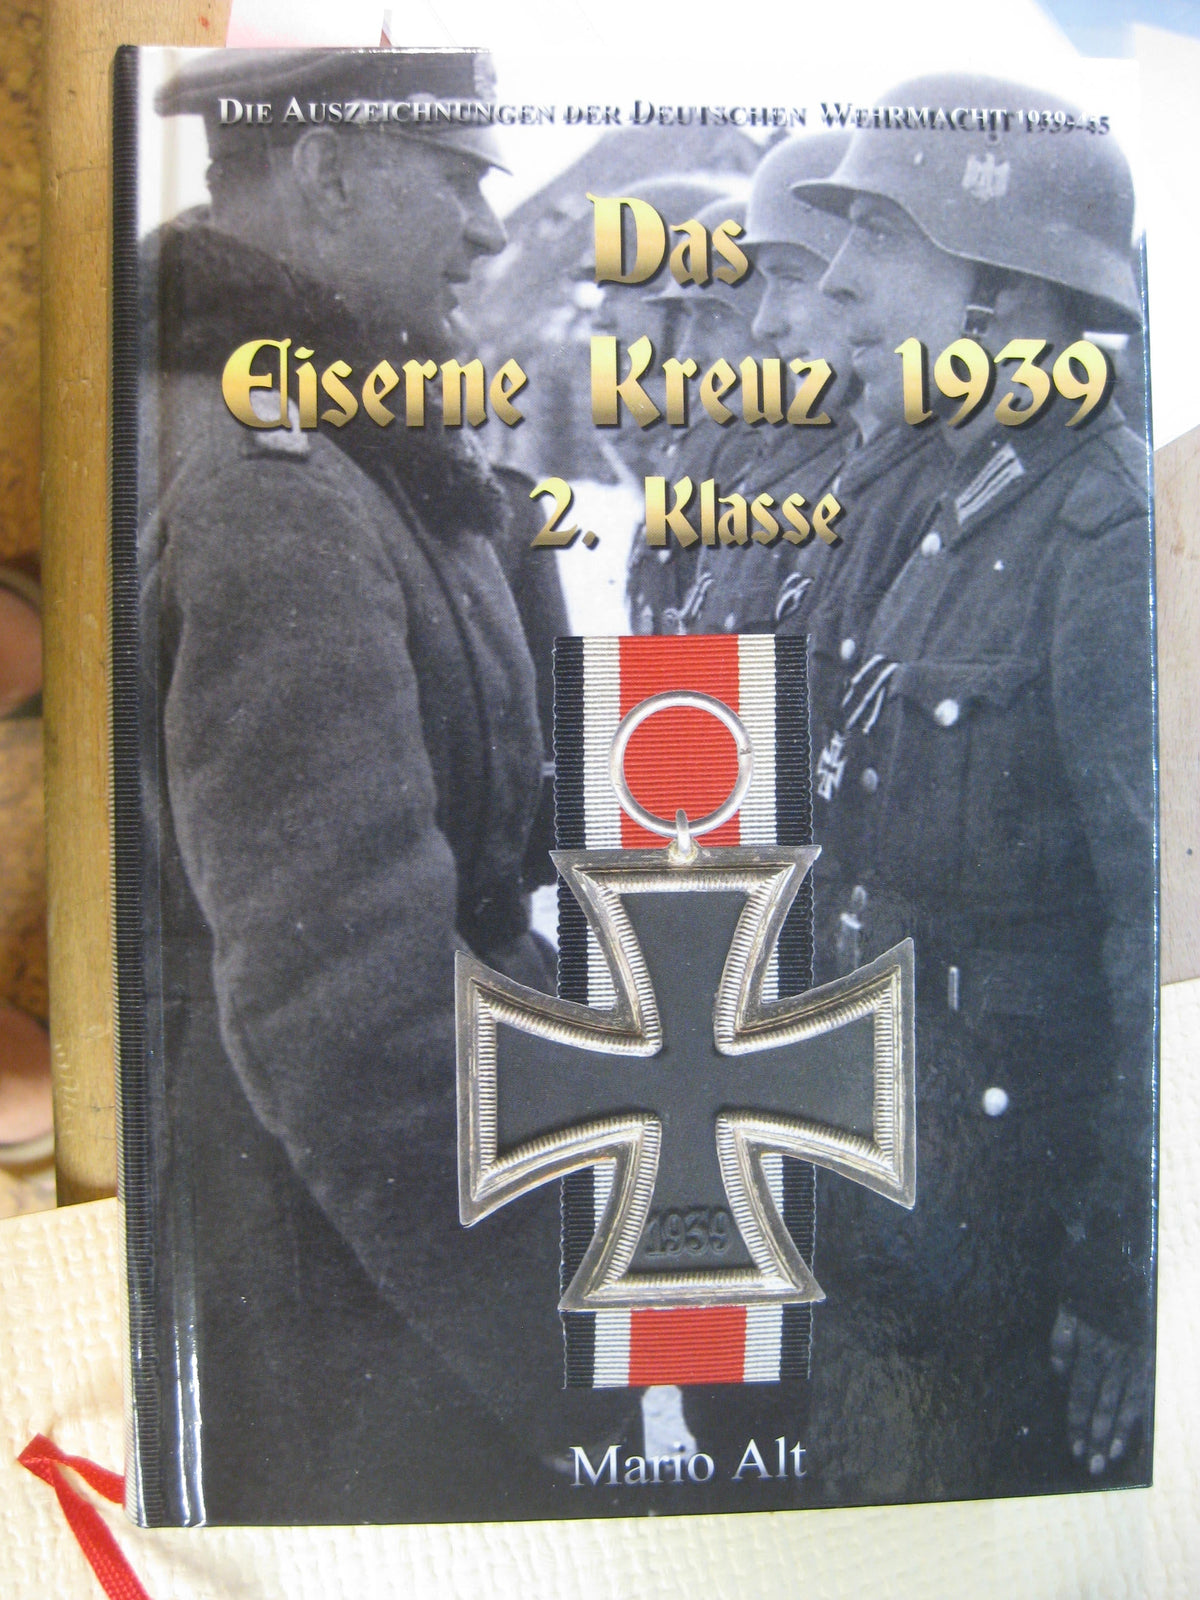 DIE AUSZEICHNUNGEN DER DEUTSCHEN WEHRMACHT 1939-45
Das
Eiserne Kreuz 1939
2. Klasse
1939
Mario Alt